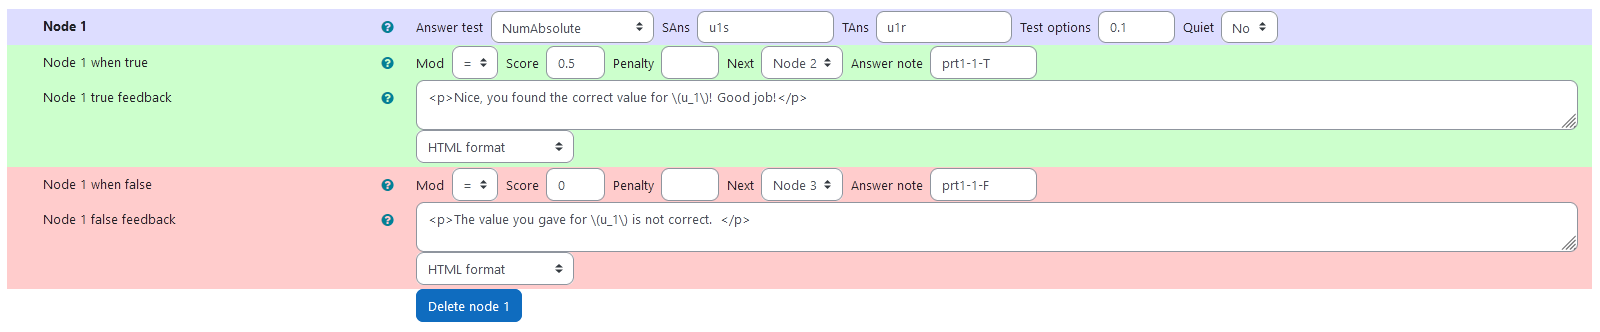 Node 1 Answer test NumAbsolute SAns u1s TAns u1r Test options 0.1 Quiet No
Node 1 when true Mod = Score 0.5 Penalty Next Node 2 Answer note prt1-1-T
Node 1 true feedback <p>Nice, you found the correct value for \(u_1\)! Good job!</p>
HTML format
Node 1 when false Mod = Score 0 Penalty Next Node 3 Answer note prt1-1-F
Node 1 false feedback <p>The value you gave for \(u_1\) is not correct.  </p>
HTML format
Delete node 1